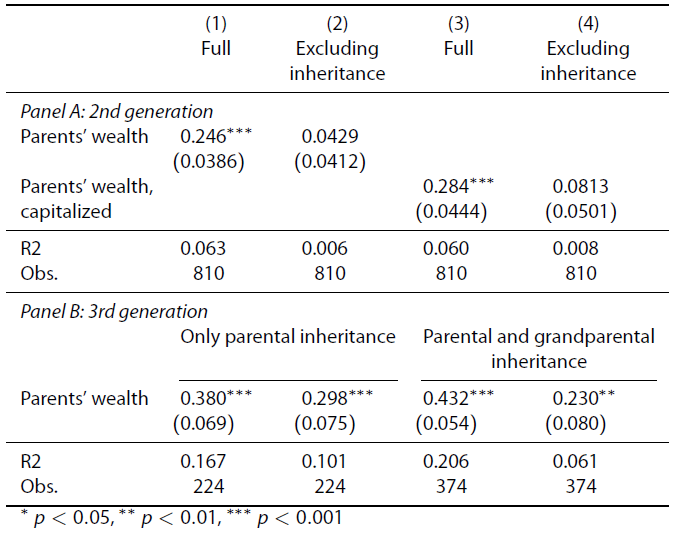 (1) (2) (3) (4)
Full Excluding Full Excluding
inheritance inheritance
Panel A: 2nd generation
Parents' wealth 0.246*** 0.0429
(0.0386) (0.0412)
Parents' wealth, 0.284*** 0.0813
capitalized (0.0444) (0.0501)
R2 0.063 0.006 0.060 0.008
Obs. 810 810 810 810
Panel B: 3rd generation
Only parental inheritance Parental and grandparental
inheritance
Parents' wealth 0.380*** 0.298*** 0.432*** 0.230**
(0.069) (0.075) (0.054) (0.080)
R2 0.167 0.101 0.206 0.061
Obs. 224 224 374 374
* p < 0.05, ** p < 0.01, *** p < 0.001